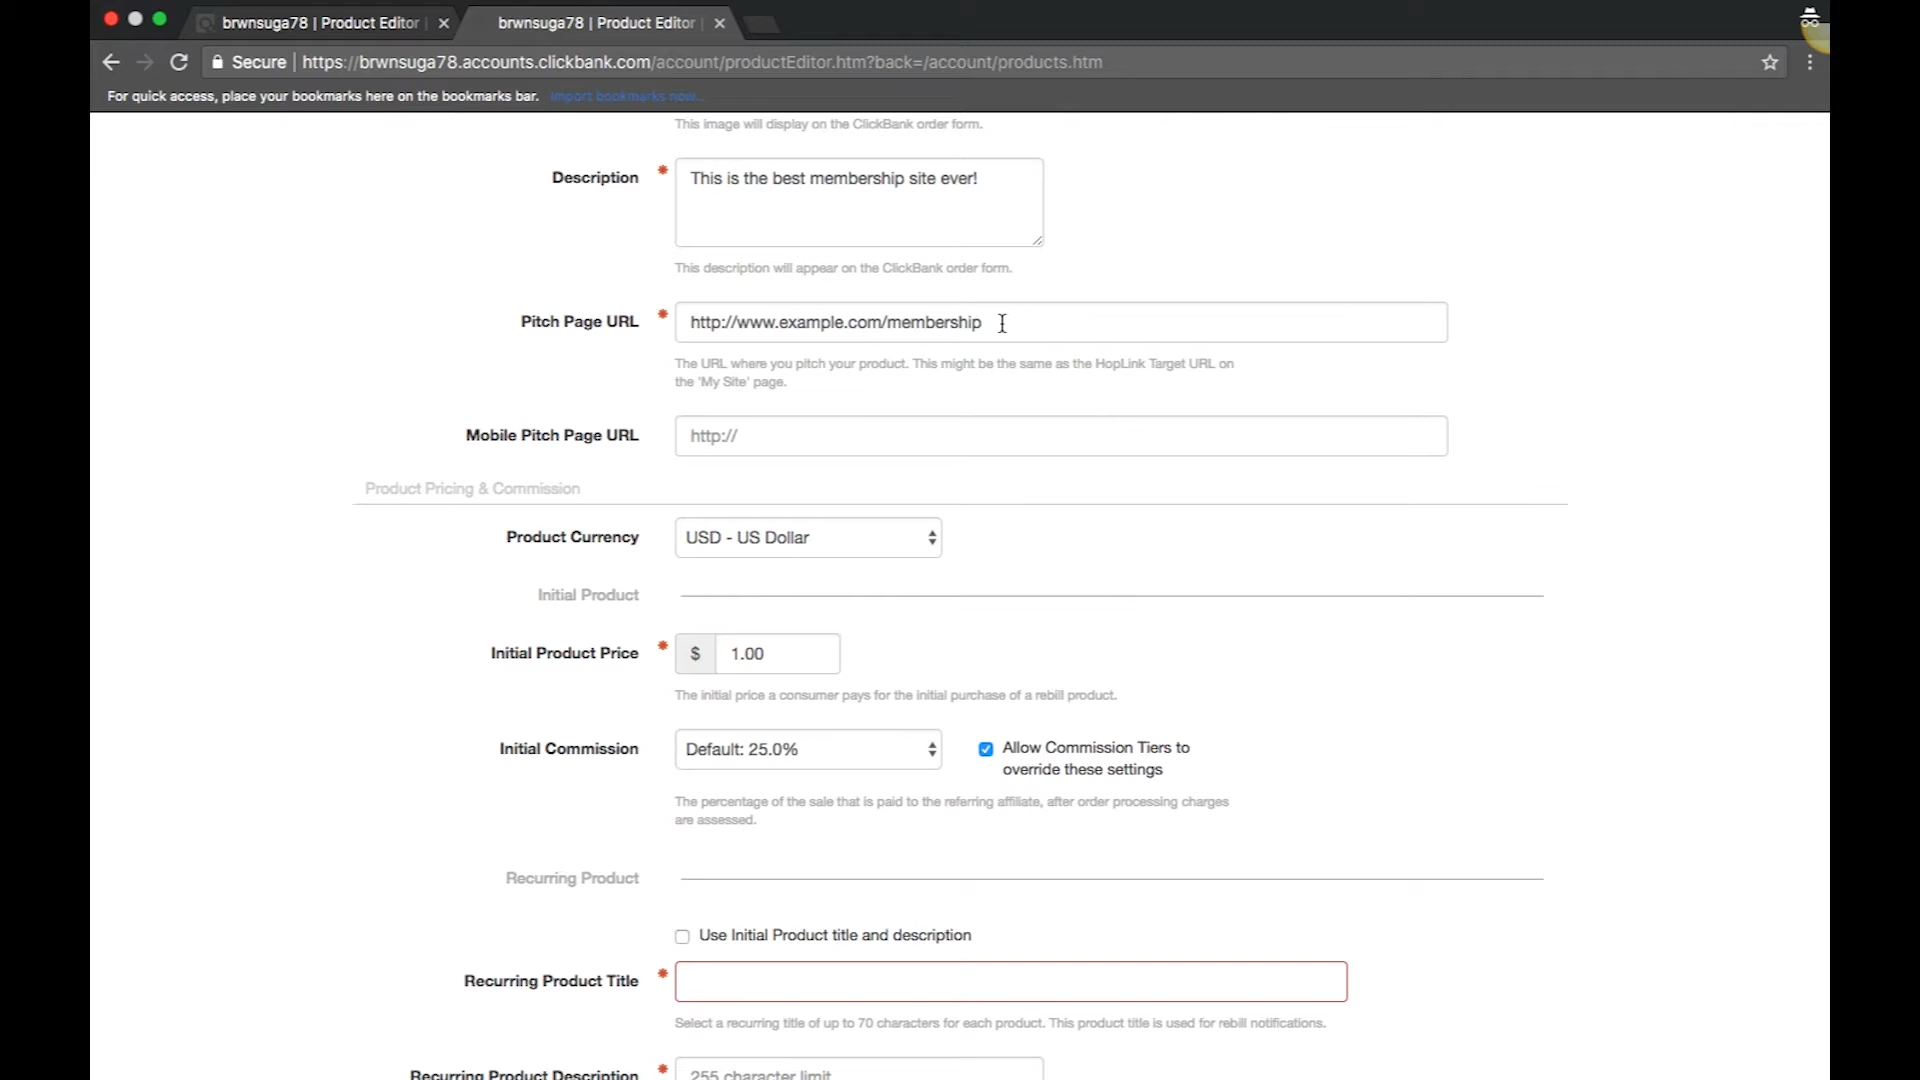 brwnsuga78 | Product Editor
brwnsuga78 | Product Editor
Secure | https://brwnsuga78.accounts.clickbank.com/account/productEditor.htm?back=/account/products.htm
For quick access, place your bookmarks here on the bookmarks bar. Import bookmarks now...
This image will display on the ClickBank order form.
Description * This is the best membership site ever!
This description will appear on the ClickBank order form.
Pitch Page URL * http://www.example.com/membership
The URL where you pitch your product. This might be the same as the HopLink Target URL on
the 'My Site' page.
Mobile Pitch Page URL http://
Product Pricing & Commission
Product Currency USD - US Dollar
Initial Product
Initial Product Price * $ 1.00
The initial price a consumer pays for the initial purchase of a rebill product.
Initial Commission Default: 25.0% Allow Commission Tiers to
override these settings
The percentage of the sale that is paid to the referring affiliate, after order processing charges
are assessed.
Recurring Product
Use Initial Product title and description
Recurring Product Title *
Select a recurring title of up to 70 characters for each product. This product title is used for rebill notifications.
Recurring Product Description * 255 character limit